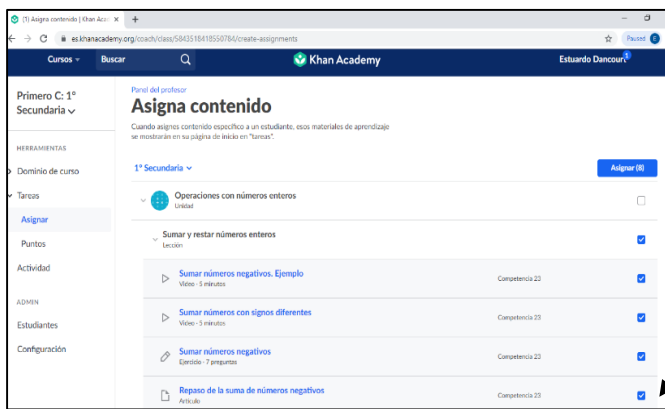 (1) Asigna contenido | Khan Acad
es.khanacademy.org/coach/class/5843518418550784/create-assignments
Paused
E
Cursos
Buscar
Khan Academy
Estuardo Dancourt
1
Primero C: 1°
Secundaria
HERRAMIENTAS
Dominio de curso
Tareas
Asignar
Puntos
Actividad
ADMIN
Estudiantes
Configuración
Panel del profesor
Asigna contenido
Cuando asignes contenido específico a un estudiante, esos materiales de aprendizaje
se mostrarán en su página de inicio en "tareas".
1° Secundaria
Asignar (8)
Operaciones con números enteros
Unidad
Sumar y restar números enteros
Lección
Sumar números negativos. Ejemplo
Video · 5 minutos
Competencia 23
Sumar números con signos diferentes
Video · 5 minutos
Competencia 23
Sumar números negativos
Ejercicio · 7 preguntas
Competencia 23
Repaso de la suma de números negativos
Artículo
Competencia 23